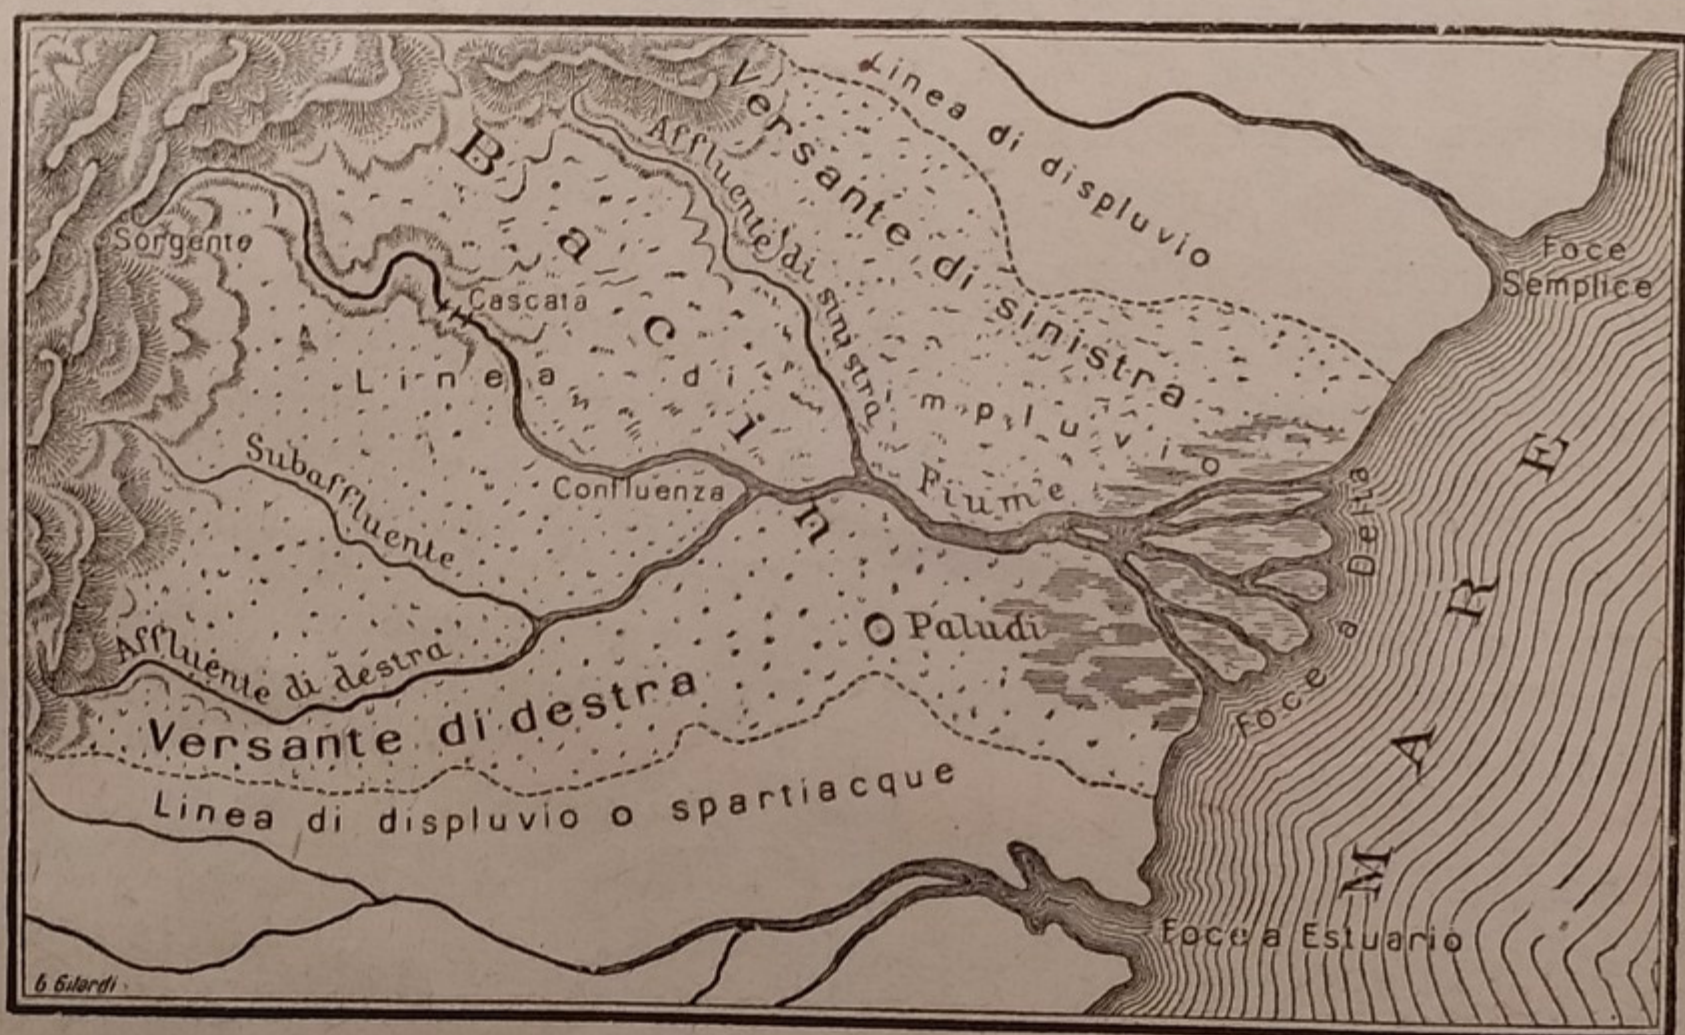 Linea di displuvio
Versante di sinistra
Affluente di sinistra
Bacino
Sorgente
Foce
Semplice
Cascata
Linea di impluvio
Subaffluente
Confluenza
Fiume
Foce a Delta
MARE
Paludi
Affluente di destra
Versante di destra
Linea di displuvio o spartiacque
Foce a Estuario
G Gilardi